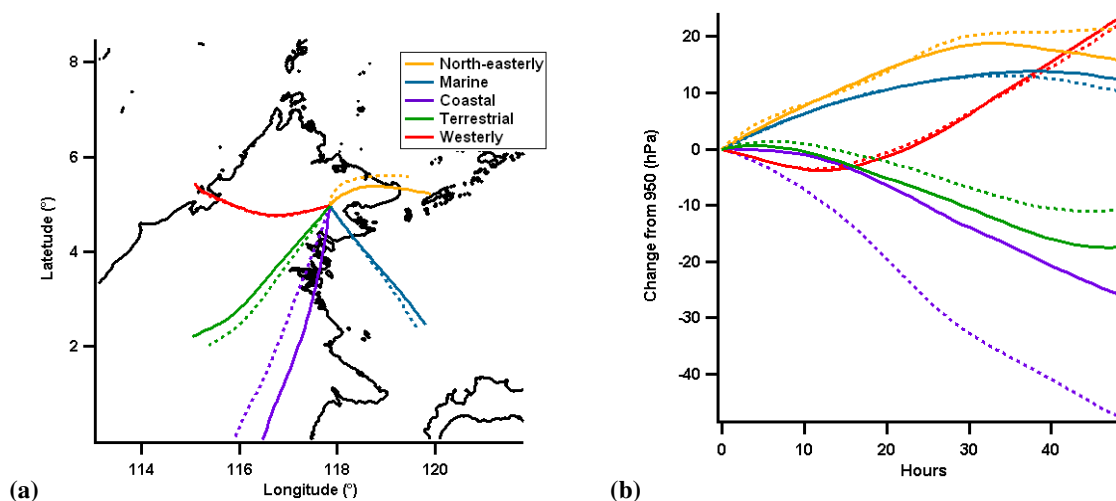 8
6
4
2
Latetude (°)
North-easterly
Marine
Coastal
Terrestrial
Westerly
114 116 118 120
Longitude (°)
(a)
20
10
0
-10
-20
-30
-40
Change from 950 (hPa)
0 10 20 30 40
Hours
(b)